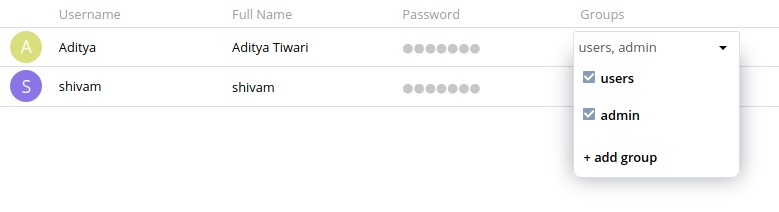 Username Full Name Password Groups
A Aditya Aditya Tiwari ●●●●●●● users, admin
S shivam shivam ●●●●●●●
users
admin
+ add group